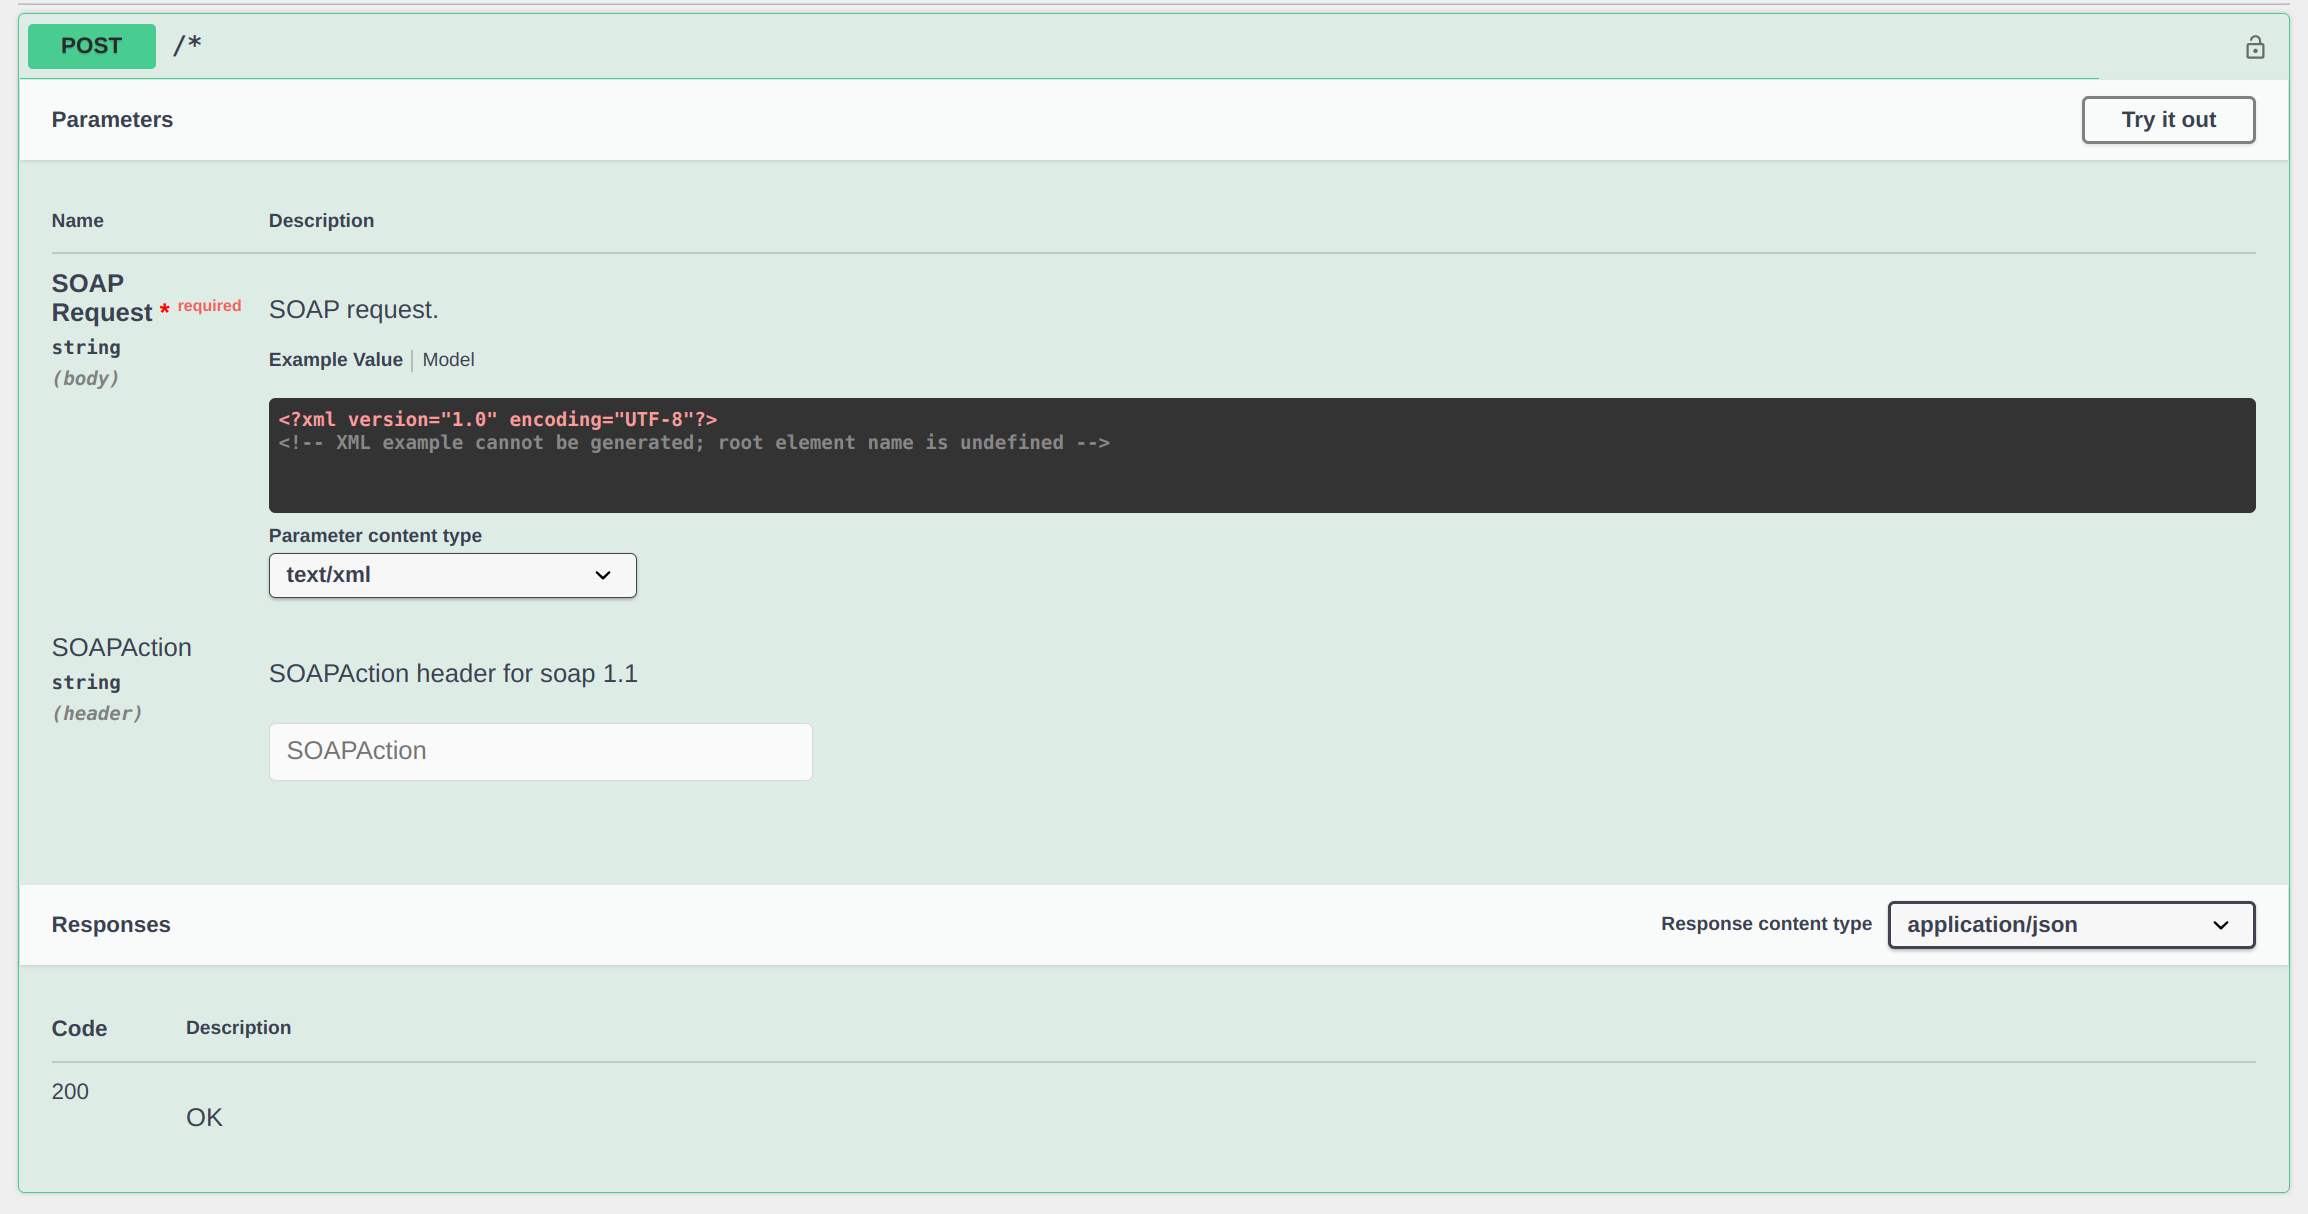 POST /*
Parameters
Try it out
Name Description
SOAP
Request * required
string
(body)
SOAP request.
Example Value Model
<?xml version="1.0" encoding="UTF-8"?>
<!-- XML example cannot be generated; root element name is undefined -->
Parameter content type
text/xml
SOAPAction
string
(header)
SOAPAction header for soap 1.1
SOAPAction
Responses
Response content type application/json
Code Description
200
OK